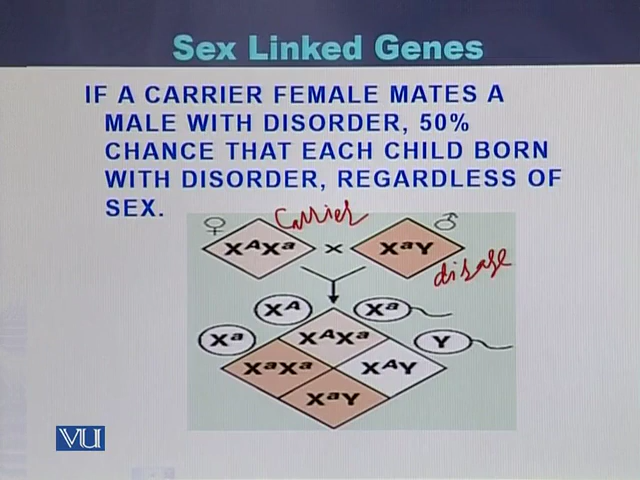 Sex Linked Genes
IF A CARRIER FEMALE MATES A
MALE WITH DISORDER, 50%
CHANCE THAT EACH CHILD BORN
WITH DISORDER, REGARDLESS OF
SEX.
♀ Carrier ♂
XᴬXᵃ × XᵃY
disase
Xᴬ Xᵃ
Xᵃ XᴬXᵃ Y
XᵃXᵃ XᴬY
XᵃY
VU